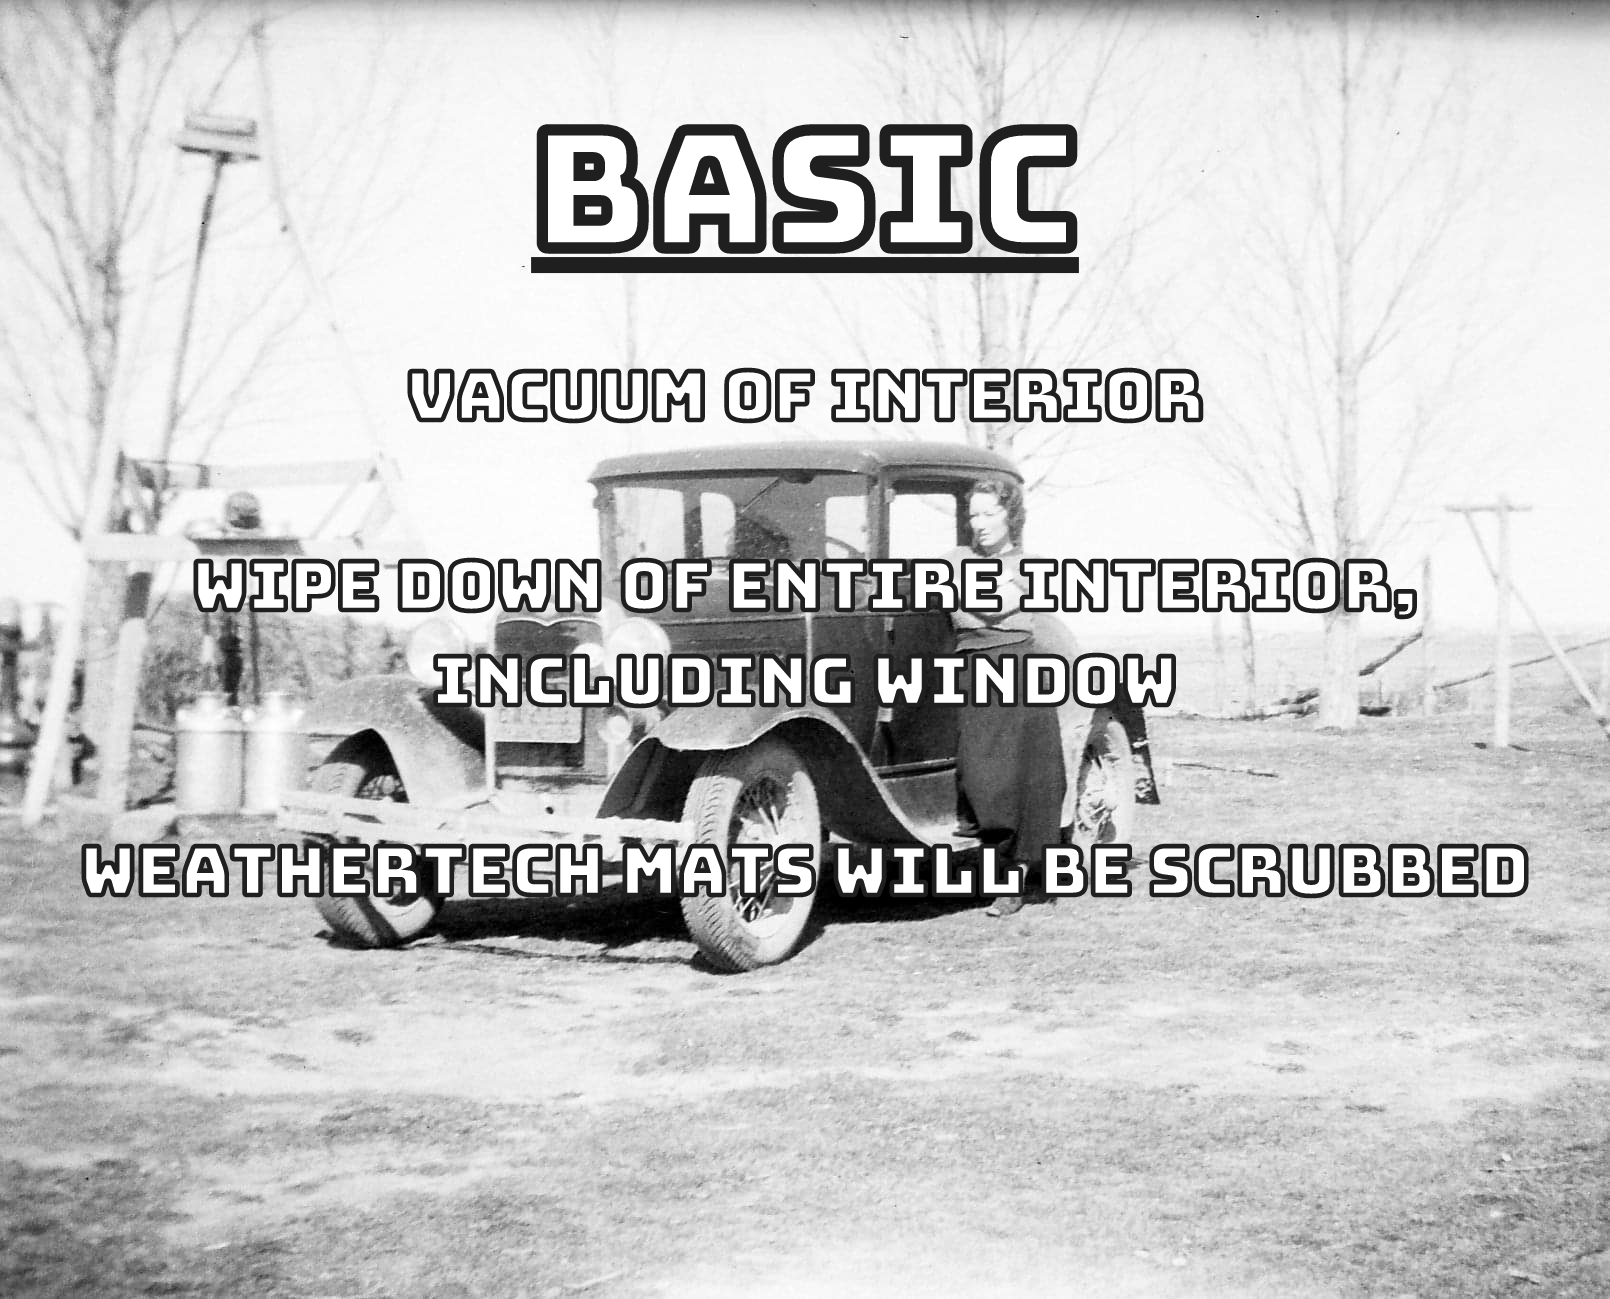 BASIC
VACUUM OF INTERIOR
WIPE DOWN OF ENTIRE INTERIOR,
INCLUDING WINDOW
WEATHERTECH MATS WILL BE SCRUBBED